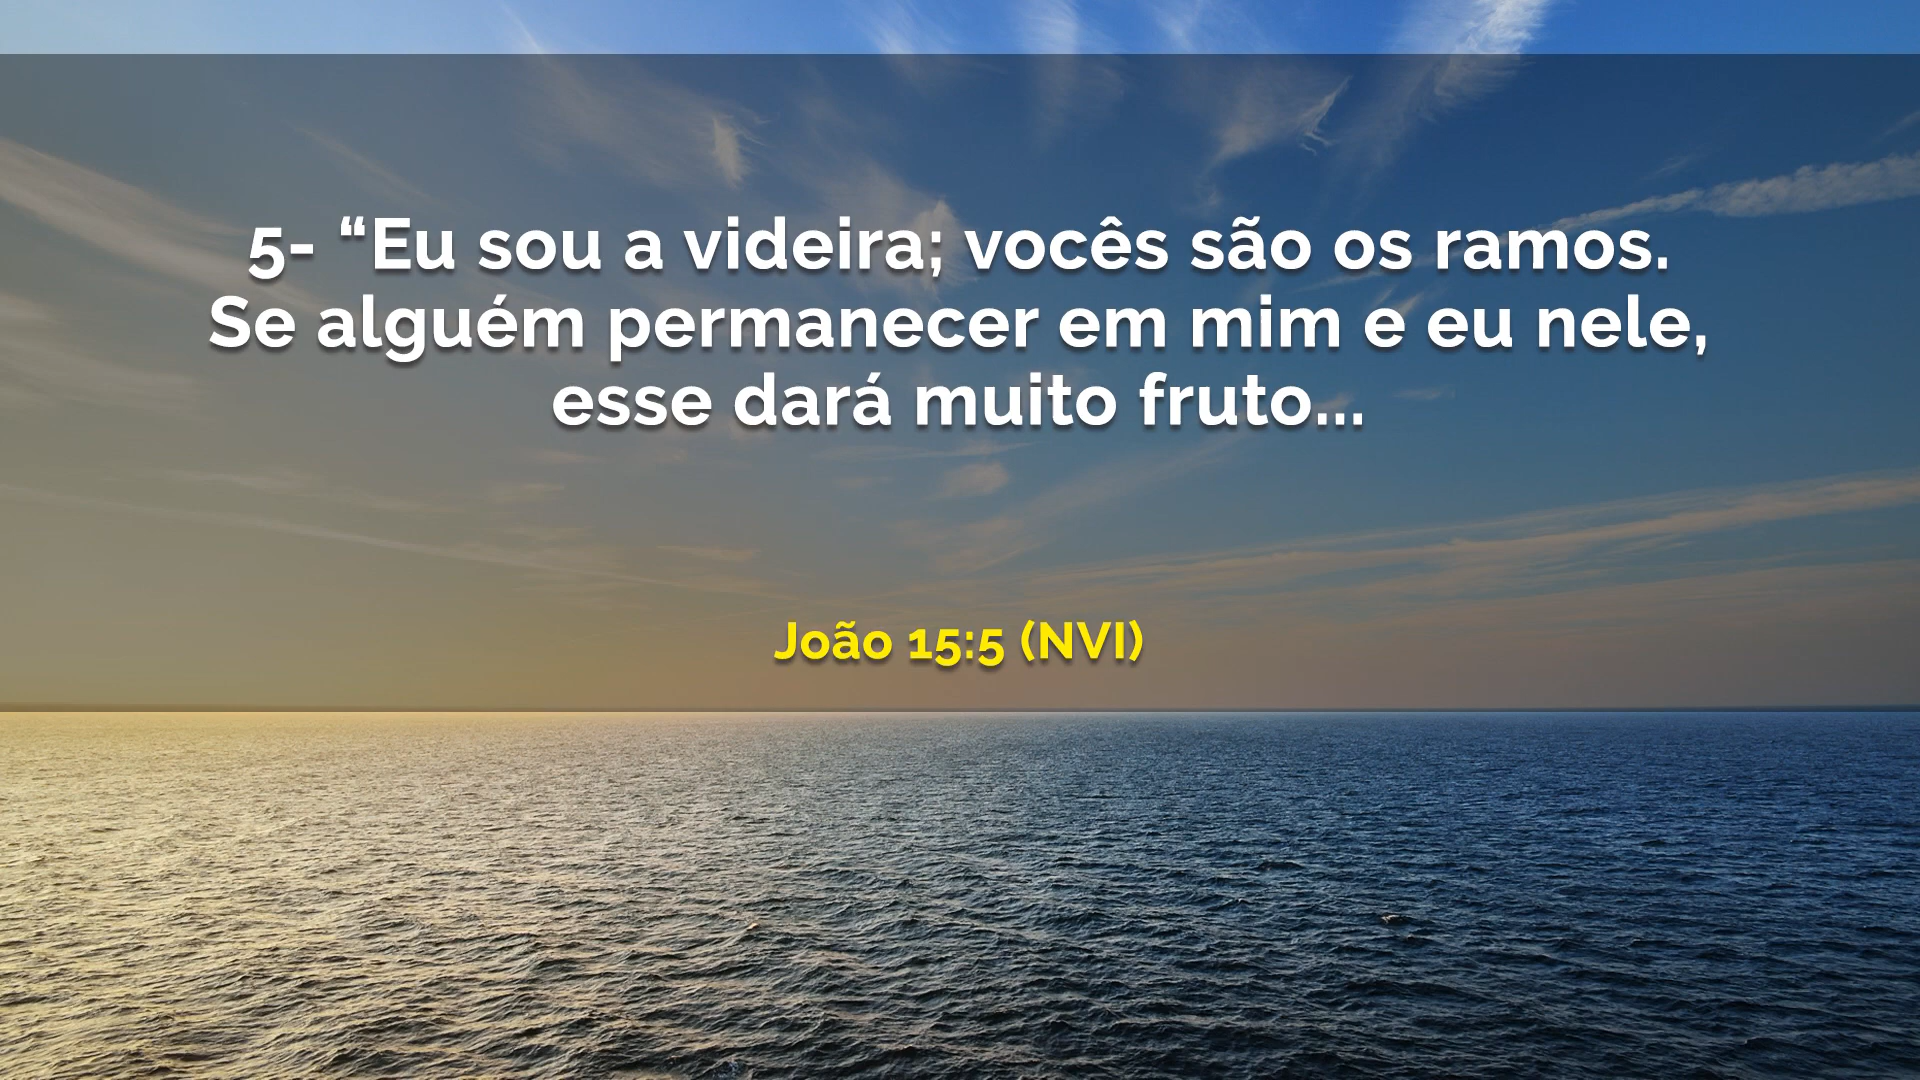 5- “Eu sou a videira; vocês são os ramos.
Se alguém permanecer em mim e eu nele,
esse dará muito fruto...
João 15:5 (NVI)